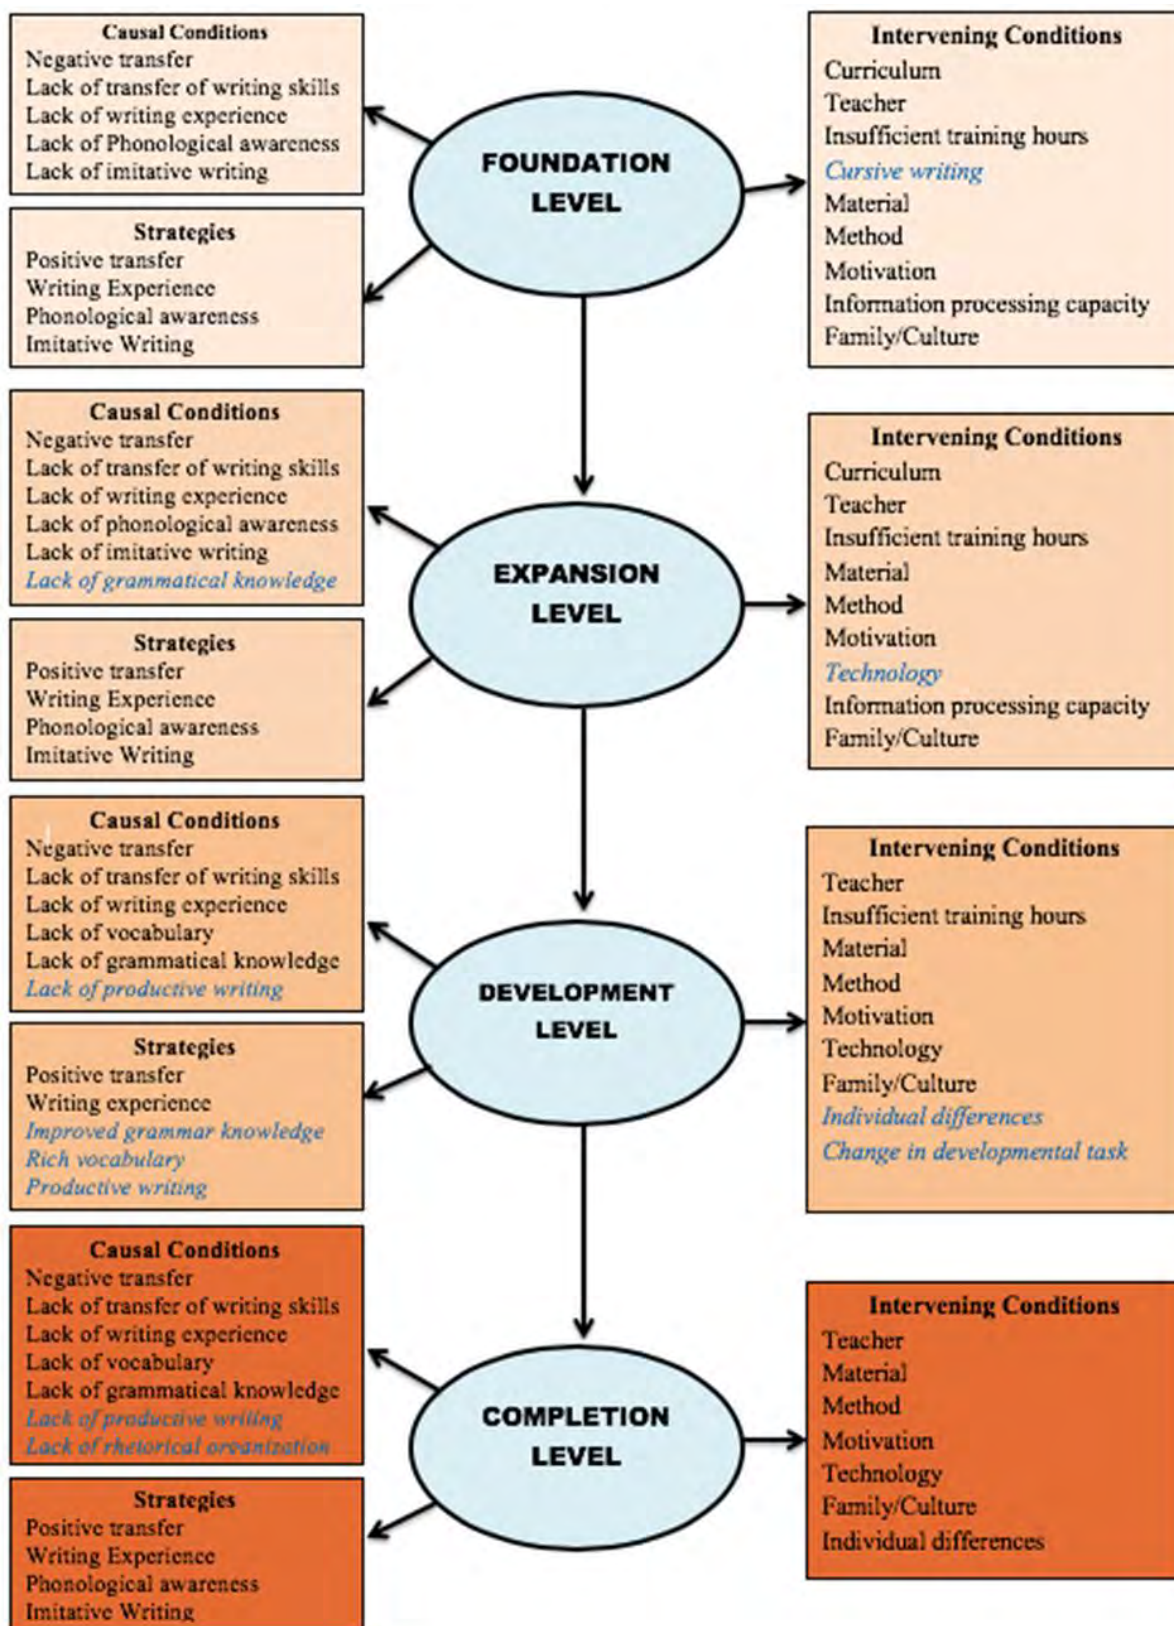 Causal Conditions
Negative transfer
Lack of transfer of writing skills
Lack of writing experience
Lack of Phonological awareness
Lack of imitative writing
Strategies
Positive transfer
Writing Experience
Phonological awareness
Imitative Writing
FOUNDATION
LEVEL
Intervening Conditions
Curriculum
Teacher
Insufficient training hours
Cursive writing
Material
Method
Motivation
Information processing capacity
Family/Culture
Causal Conditions
Negative transfer
Lack of transfer of writing skills
Lack of writing experience
Lack of phonological awareness
Lack of imitative writing
Lack of grammatical knowledge
Strategies
Positive transfer
Writing Experience
Phonological awareness
Imitative Writing
EXPANSION
LEVEL
Intervening Conditions
Curriculum
Teacher
Insufficient training hours
Material
Method
Motivation
Technology
Information processing capacity
Family/Culture
Causal Conditions
Negative transfer
Lack of transfer of writing skills
Lack of writing experience
Lack of vocabulary
Lack of grammatical knowledge
Lack of productive writing
Strategies
Positive transfer
Writing experience
Improved grammar knowledge
Rich vocabulary
Productive writing
DEVELOPMENT
LEVEL
Intervening Conditions
Teacher
Insufficient training hours
Material
Method
Motivation
Technology
Family/Culture
Individual differences
Change in developmental task
Causal Conditions
Negative transfer
Lack of transfer of writing skills
Lack of writing experience
Lack of vocabulary
Lack of grammatical knowledge
Lack of productive writing
Lack of rhetorical organization
Strategies
Positive transfer
Writing Experience
Phonological awareness
Imitative Writing
COMPLETION
LEVEL
Intervening Conditions
Teacher
Material
Method
Motivation
Technology
Family/Culture
Individual differences